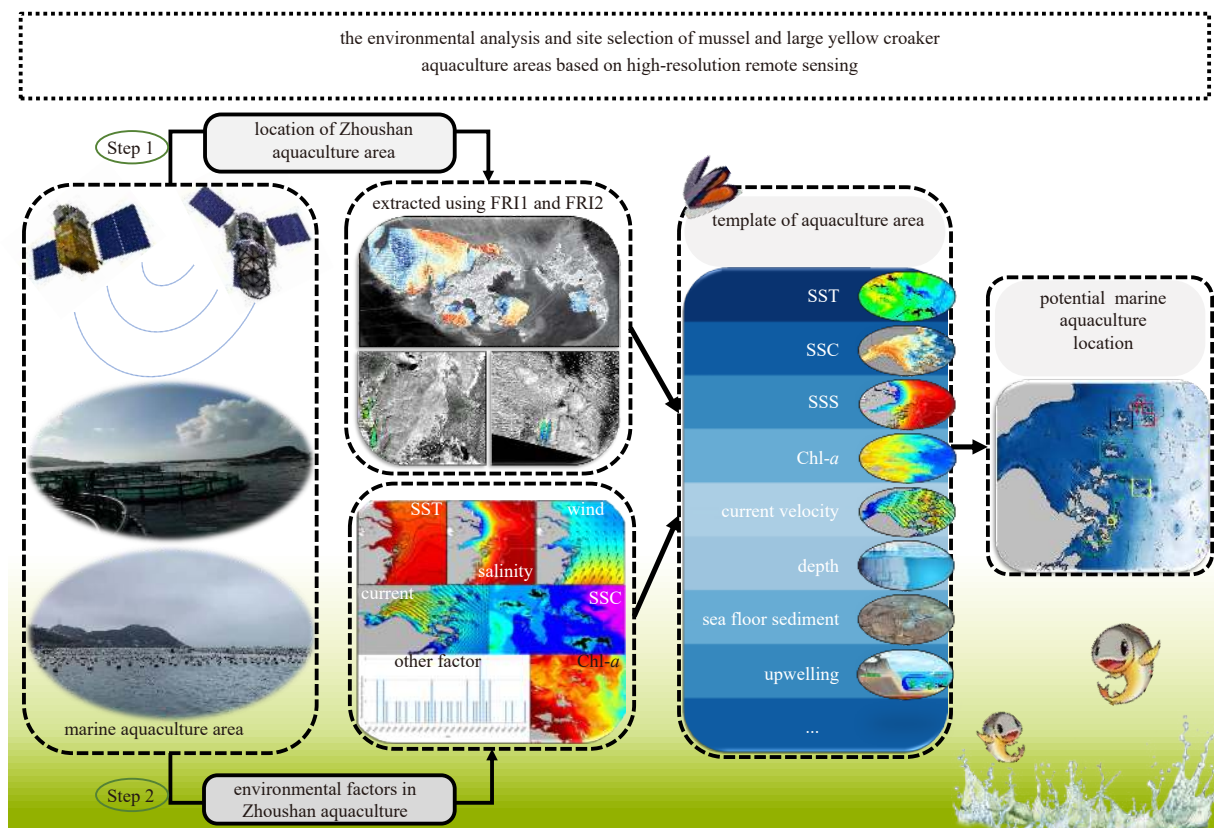 the environmental analysis and site selection of mussel and large yellow croaker
aquaculture areas based on high-resolution remote sensing
Step 1
location of Zhoushan
aquaculture area
extracted using FRI1 and FRI2
template of aquaculture area
SST
SSC
SSS
Chl-a
current velocity
depth
sea floor sediment
upwelling
...
potential marine
aquaculture
location
SST
wind
salinity
current
SSC
other factor
Chl-a
marine aquaculture area
Step 2
environmental factors in
Zhoushan aquaculture